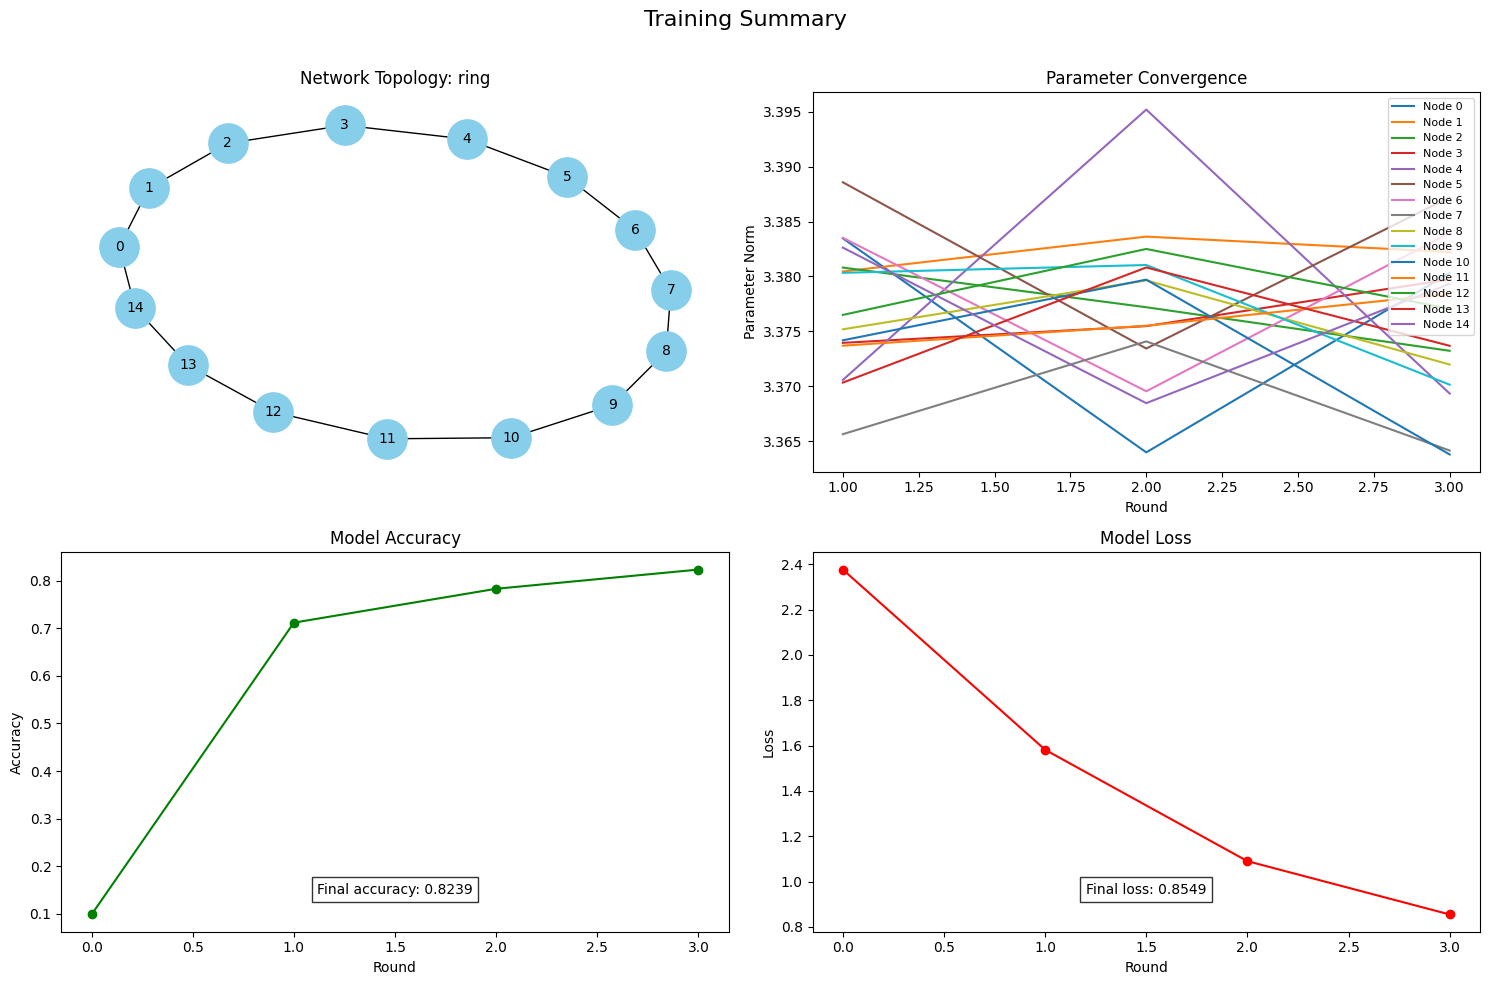 Training Summary
Network Topology: ring
3
2
4
5
1
6
0
7
14
8
13
9
12
11
10
Parameter Convergence
Parameter Norm
3.395
3.390
3.385
3.380
3.375
3.370
3.365
Node 0
Node 1
Node 2
Node 3
Node 4
Node 5
Node 6
Node 7
Node 8
Node 9
Node 10
Node 11
Node 12
Node 13
Node 14
1.00 1.25 1.50 1.75 2.00 2.25 2.50 2.75 3.00
Round
Model Accuracy
Accuracy
0.8
0.7
0.6
0.5
0.4
0.3
0.2
0.1
Final accuracy: 0.8239
0.0 0.5 1.0 1.5 2.0 2.5 3.0
Round
Model Loss
Loss
2.4
2.2
2.0
1.8
1.6
1.4
1.2
1.0
0.8
Final loss: 0.8549
0.0 0.5 1.0 1.5 2.0 2.5 3.0
Round